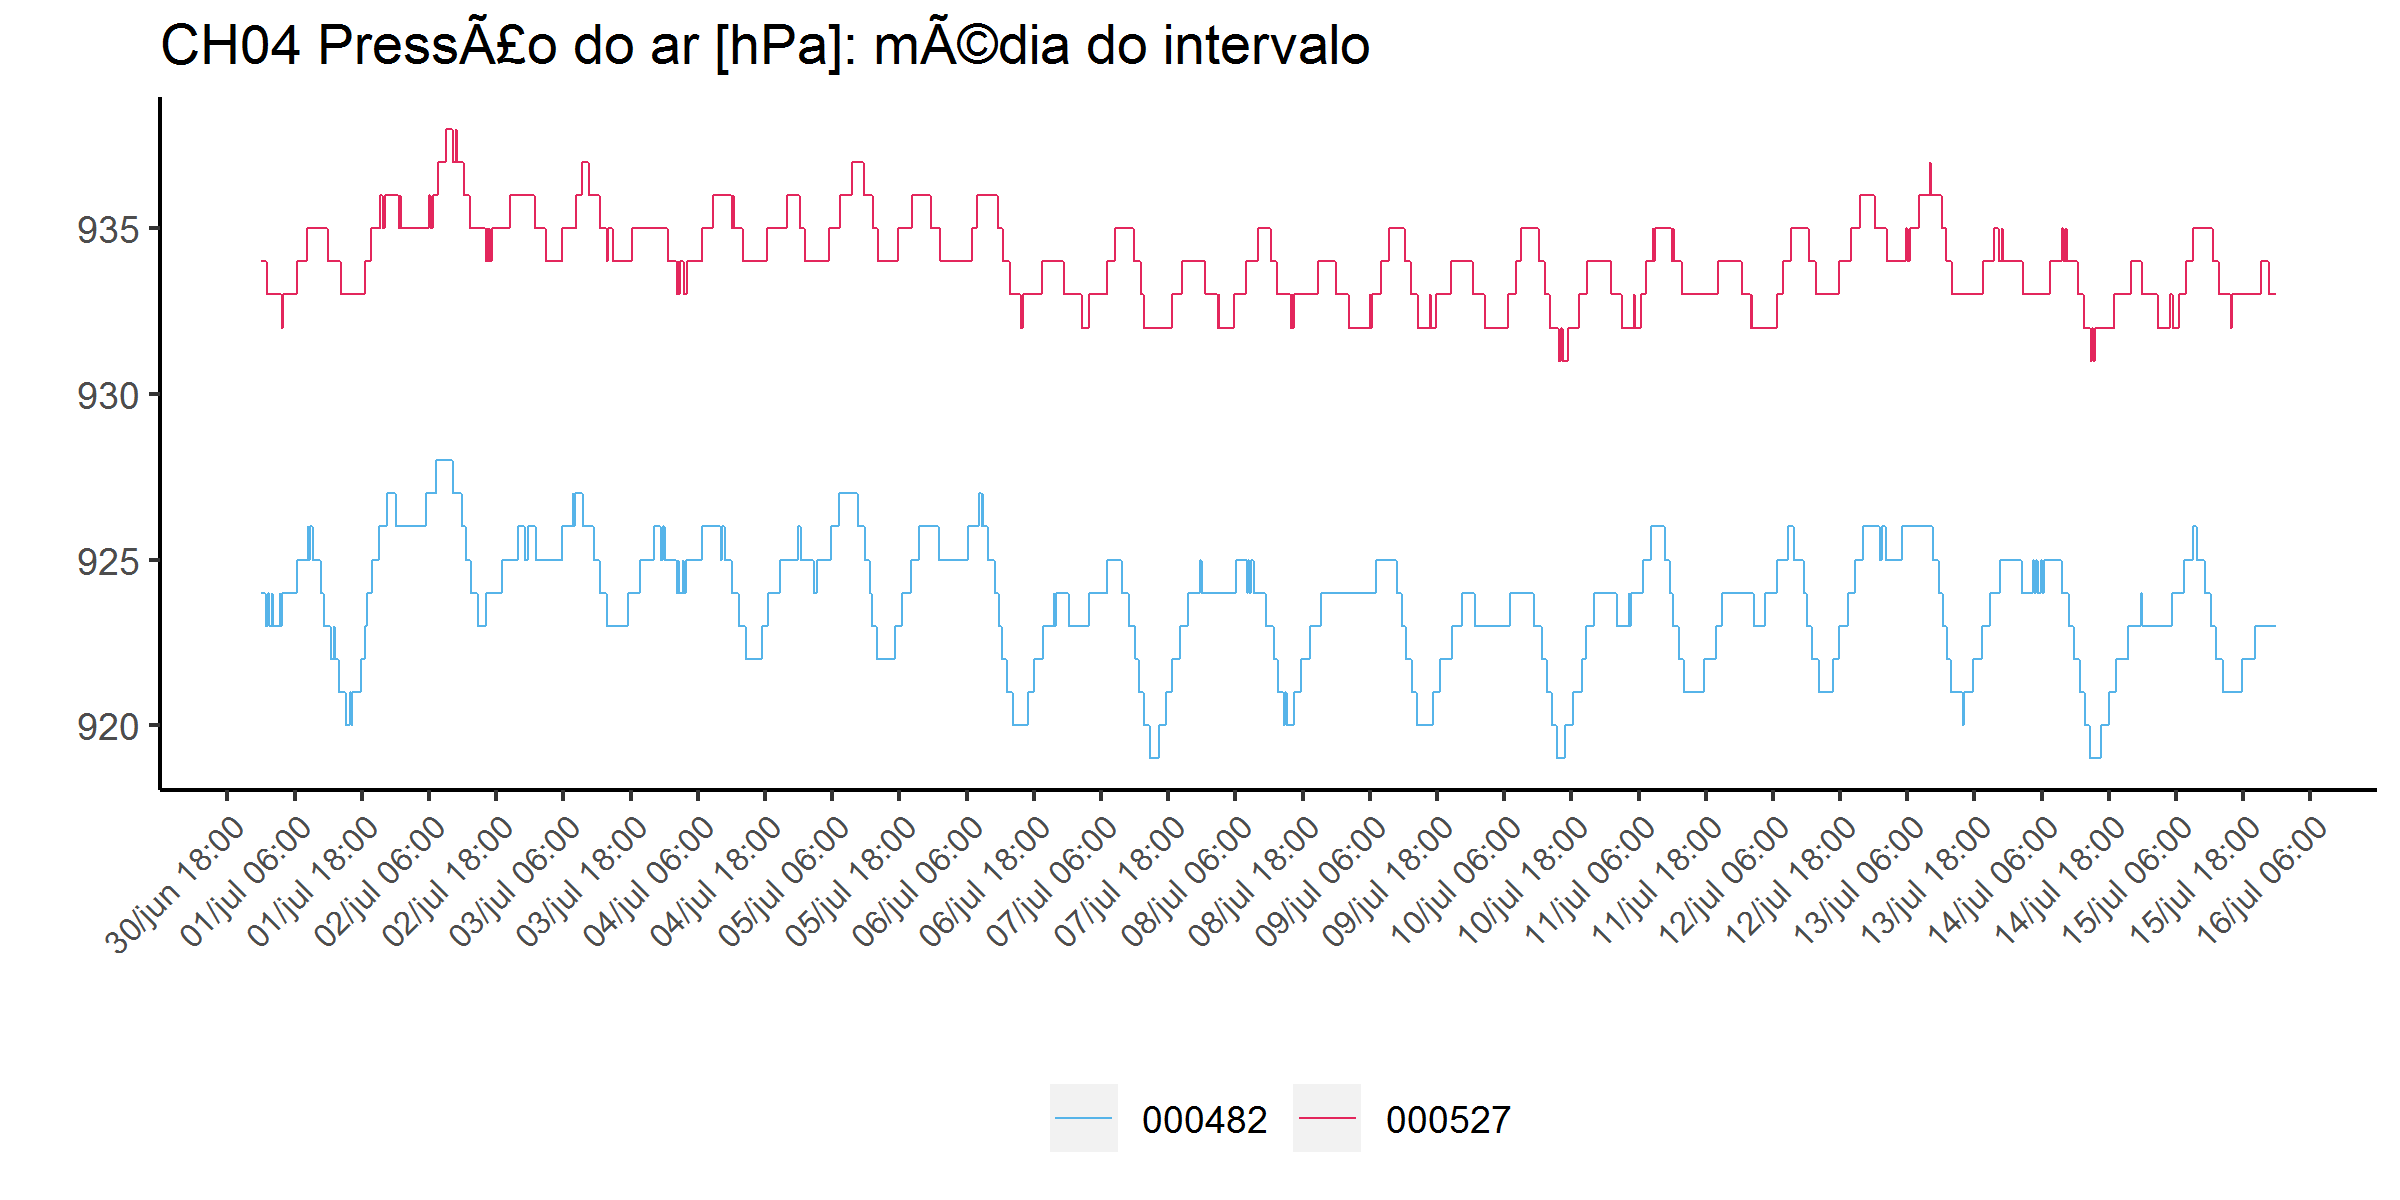 CH04 PressÃ£o do ar [hPa]: mÃ©dia do intervalo
935
930
925
920
30/jun 18:00
01/jul 06:00
01/jul 18:00
02/jul 06:00
02/jul 18:00
03/jul 06:00
03/jul 18:00
04/jul 06:00
04/jul 18:00
05/jul 06:00
05/jul 18:00
06/jul 06:00
06/jul 18:00
07/jul 06:00
07/jul 18:00
08/jul 06:00
08/jul 18:00
09/jul 06:00
09/jul 18:00
10/jul 06:00
10/jul 18:00
11/jul 06:00
11/jul 18:00
12/jul 06:00
12/jul 18:00
13/jul 06:00
13/jul 18:00
14/jul 06:00
14/jul 18:00
15/jul 06:00
15/jul 18:00
16/jul 06:00
000482 000527